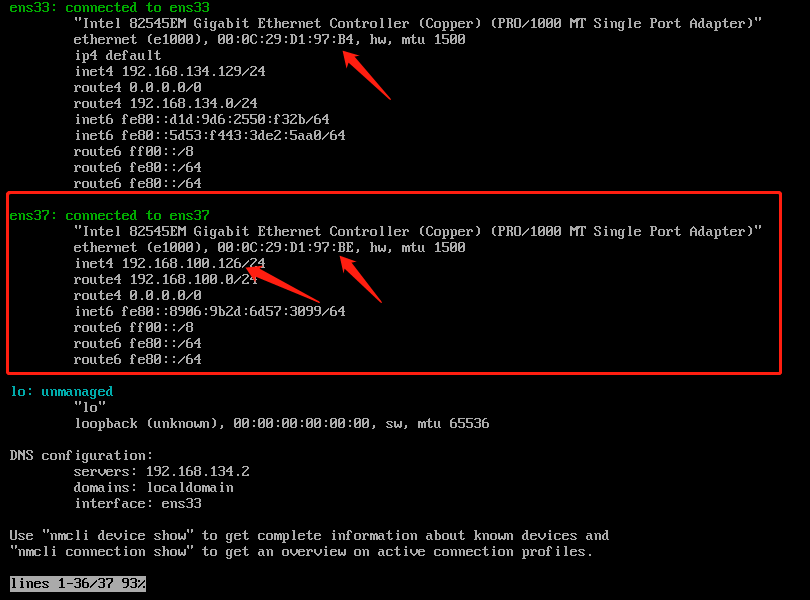 ens33: connected to ens33
"Intel 82545EM Gigabit Ethernet Controller (Copper) (PRO/1000 MT Single Port Adapter)"
ethernet (e1000), 00:0C:29:D1:97:B4, hw, mtu 1500
ip4 default
inet4 192.168.134.129/24
route4 0.0.0.0/0
route4 192.168.134.0/24
inet6 fe80::d1d:9d6:2550:f32b/64
inet6 fe80::5d53:f443:3de2:5aa0/64
route6 ff00::/8
route6 fe80::/64
route6 fe80::/64
ens37: connected to ens37
"Intel 82545EM Gigabit Ethernet Controller (Copper) (PRO/1000 MT Single Port Adapter)"
ethernet (e1000), 00:0C:29:D1:97:BE, hw, mtu 1500
inet4 192.168.100.126/24
route4 192.168.100.0/24
route4 0.0.0.0/0
inet6 fe80::8906:9b2d:6d57:3099/64
route6 ff00::/8
route6 fe80::/64
route6 fe80::/64
lo: unmanaged
"lo"
loopback (unknown), 00:00:00:00:00:00, sw, mtu 65536
DNS configuration:
servers: 192.168.134.2
domains: localdomain
interface: ens33
Use "nmcli device show" to get complete information about known devices and
"nmcli connection show" to get an overview on active connection profiles.
lines 1-36/37 93%